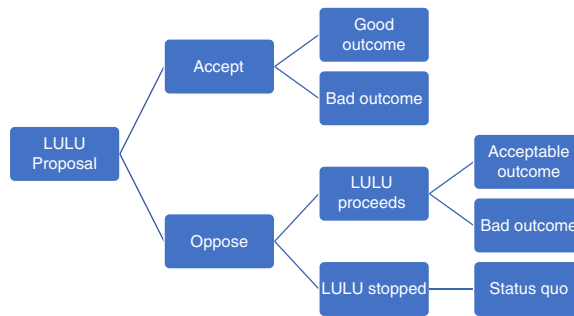 LULU
Proposal
Accept
Good
outcome
Bad outcome
Oppose
LULU
proceeds
Acceptable
outcome
Bad outcome
LULU stopped
Status quo